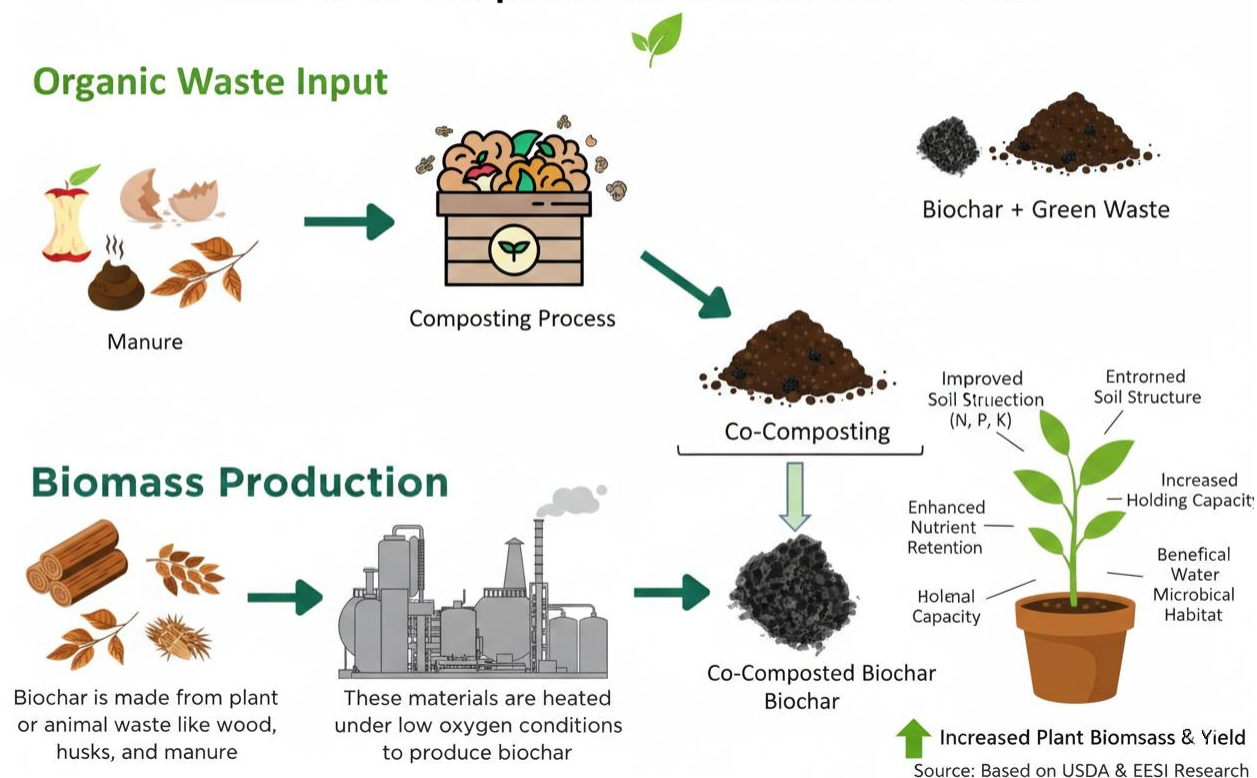 Organic Waste Input
Manure
Composting Process
Biochar + Green Waste
Co-Composting
Improved
Soil Struection
(N, P, K)
Entrorned
Soil Structure
Enhanced
Nutrient
Retention
Increased
Holding Capacity
Holemal
Capacity
Benefical
Water
Microbical
Habitat
Biomass Production
Biochar is made from plant
or animal waste like wood,
husks, and manure
These materials are heated
under low oxygen conditions
to produce biochar
Co-Composted Biochar
Biochar
Increased Plant Biomsass & Yield
Source: Based on USDA & EESI Research